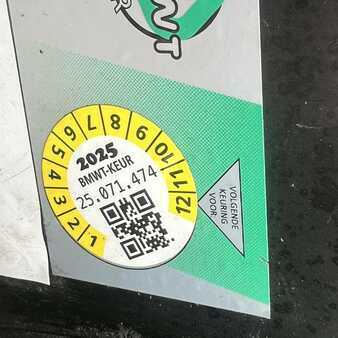 NT
1 2 3 4 5 6 7 8 9 10 11 12
2025
BMWT-KEUR
25.071.474
VOLGENDE
KEURING
VOOR